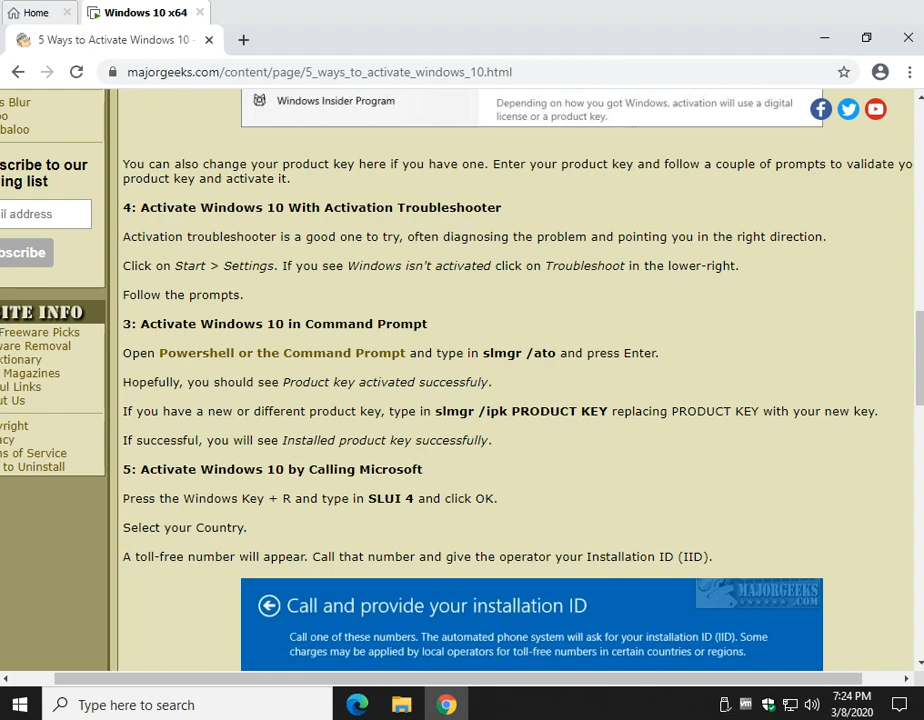 Home
Windows 10 x64
5 Ways to Activate Windows 10 -
majorgeeks.com/content/page/5_ways_to_activate_windows_10.html
s Blur
oo
baloo
scribe to our
ing list
il address
scribe
ITE INFO
Freeware Picks
ware Removal
ktionary
Magazines
ful Links
ut Us
yright
acy
ns of Service
to Uninstall
Windows Insider Program
Depending on how you got Windows, activation will use a digital
license or a product key.
You can also change your product key here if you have one. Enter your product key and follow a couple of prompts to validate yo
product key and activate it.
4: Activate Windows 10 With Activation Troubleshooter
Activation troubleshooter is a good one to try, often diagnosing the problem and pointing you in the right direction.
Click on Start > Settings. If you see Windows isn't activated click on Troubleshoot in the lower-right.
Follow the prompts.
3: Activate Windows 10 in Command Prompt
Open Powershell or the Command Prompt and type in slmgr /ato and press Enter.
Hopefully, you should see Product key activated successfuly.
If you have a new or different product key, type in slmgr /ipk PRODUCT KEY replacing PRODUCT KEY with your new key.
If successful, you will see Installed product key successfully.
5: Activate Windows 10 by Calling Microsoft
Press the Windows Key + R and type in SLUI 4 and click OK.
Select your Country.
A toll-free number will appear. Call that number and give the operator your Installation ID (IID).
MAJORGEEKS
.COM
Call and provide your installation ID
Call one of these numbers. The automated phone system will ask for your installation ID (IID). Some
charges may be applied by local operators for toll-free numbers in certain countries or regions.
Type here to search
vm
7:24 PM
3/8/2020